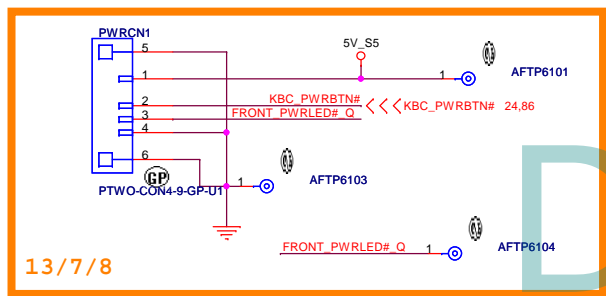 PWRCN1
5
5V_S5
1
1
AFTP6101
2
KBC_PWRBTN#
KBC_PWRBTN# 24,86
3
FRONT_PWRLED#_Q
4
6
GP
1
AFTP6103
PTWO-CON4-9-GP-U1
FRONT_PWRLED#_Q
1
AFTP6104
13/7/8
D